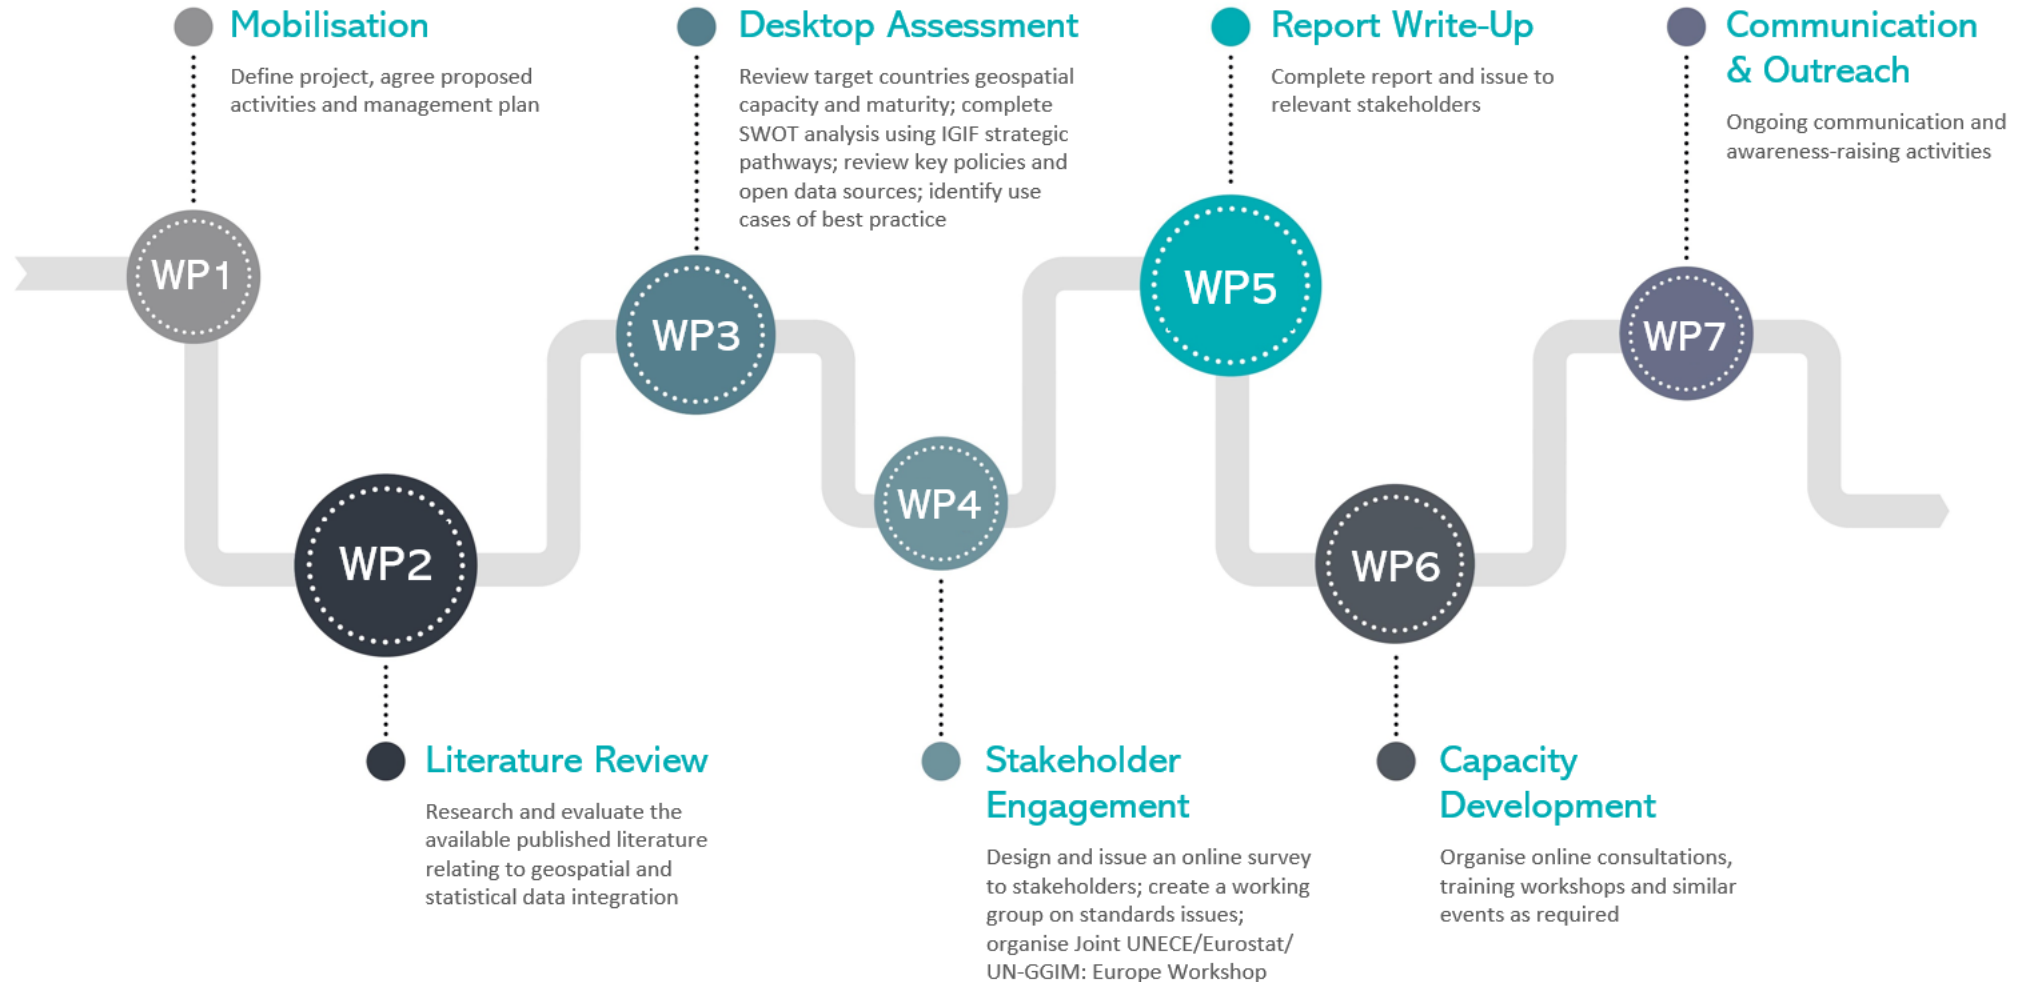 Mobilisation
Define project, agree proposed
activities and management plan
Desktop Assessment
Review target countries geospatial
capacity and maturity; complete
SWOT analysis using IGIF strategic
pathways; review key policies and
open data sources; identify use
cases of best practice
Report Write-Up
Complete report and issue to
relevant stakeholders
Communication
& Outreach
Ongoing communication and
awareness-raising activities
WP1
WP2
WP3
WP4
WP5
WP6
WP7
Literature Review
Research and evaluate the
available published literature
relating to geospatial and
statistical data integration
Stakeholder
Engagement
Design and issue an online survey
to stakeholders; create a working
group on standards issues;
organise Joint UNECE/Eurostat/
UN-GGIM: Europe Workshop
Capacity
Development
Organise online consultations,
training workshops and similar
events as required